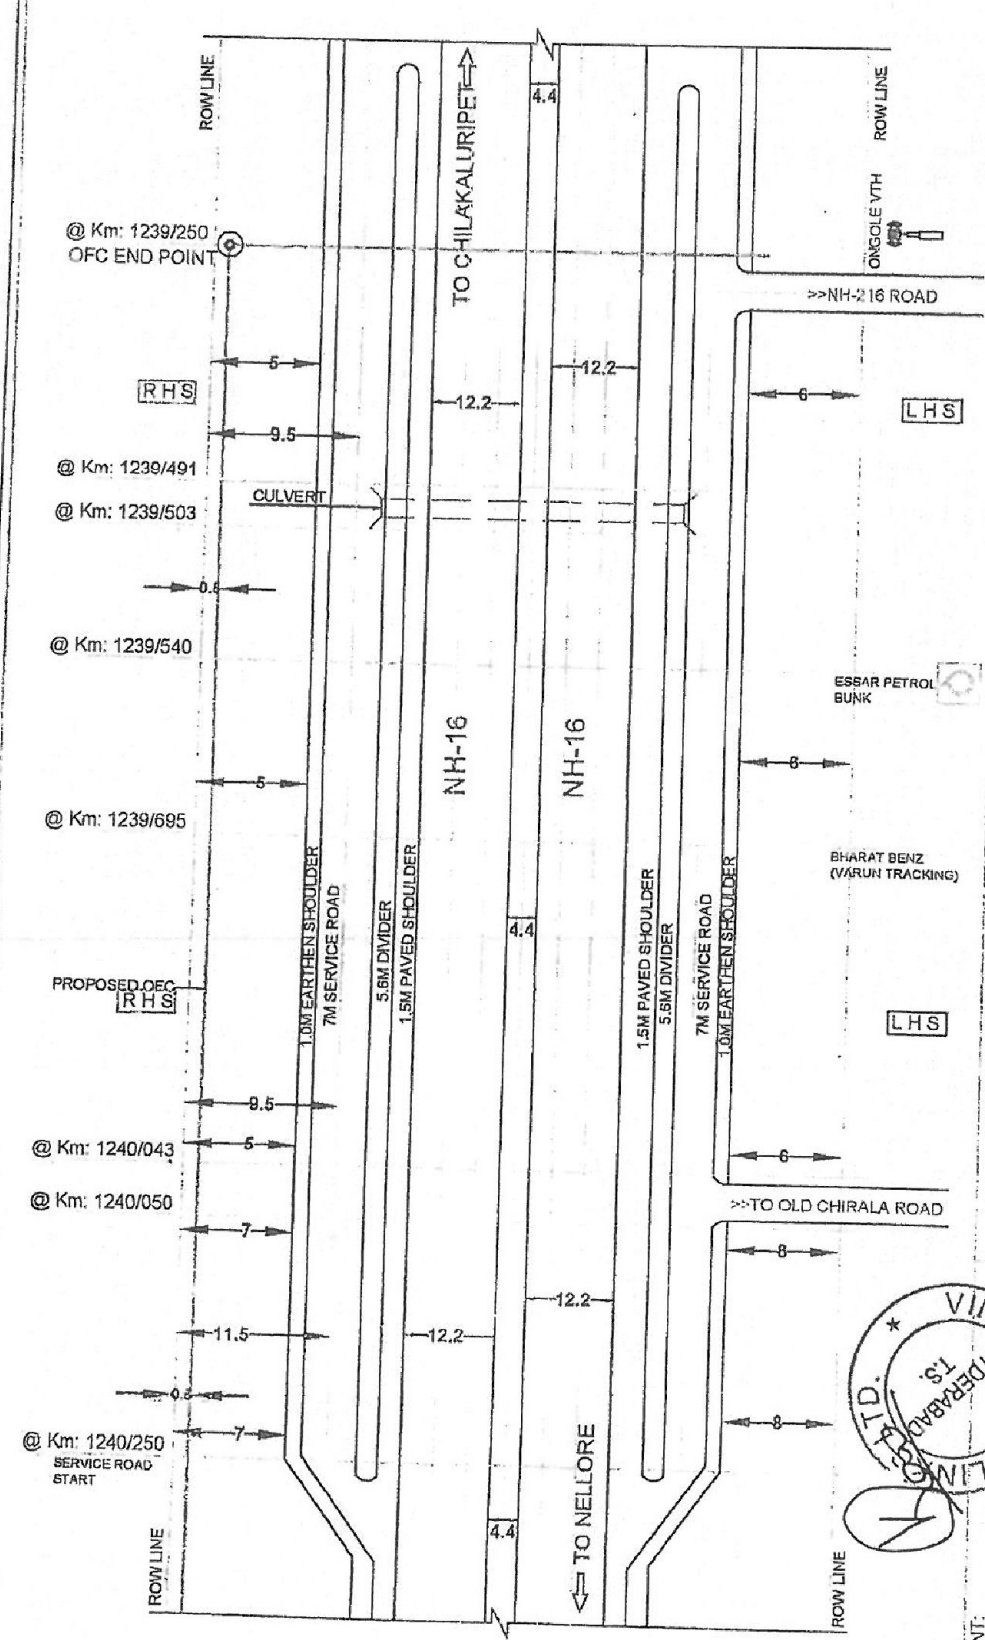 ROW LINE
4.4
ROW LINE
TO CHILAKALURIPET
ONGOLE VTH
@ Km: 1239/250
OFC END POINT
>>NH-216 ROAD
5
12.2
RHS
12.2
6
LHS
9.5
@ Km: 1239/491
CULVERT
@ Km: 1239/503
@ Km: 1239/540
ESSAR PETROL
BUNK
NH-16
NH-16
5
6
@ Km: 1239/695
BHARAT BENZ
(VARUN TRACKING)
1.0M EARTHEN SHOULDER
7M SERVICE ROAD
5.6M DIVIDER
1.5M PAVED SHOULDER
4.4
1.5M PAVED SHOULDER
5.6M DIVIDER
7M SERVICE ROAD
1.0M EARTHEN SHOULDER
PROPOSED OFC
RHS
LHS
9.5
@ Km: 1240/043
5
6
@ Km: 1240/050
>>TO OLD CHIRALA ROAD
7
8
12.2
11.5
12.2
@ Km: 1240/250
7
8
SERVICE ROAD
START
TO NELLORE
4.4
ROW LINE
ROW LINE
LTD.
T.S.